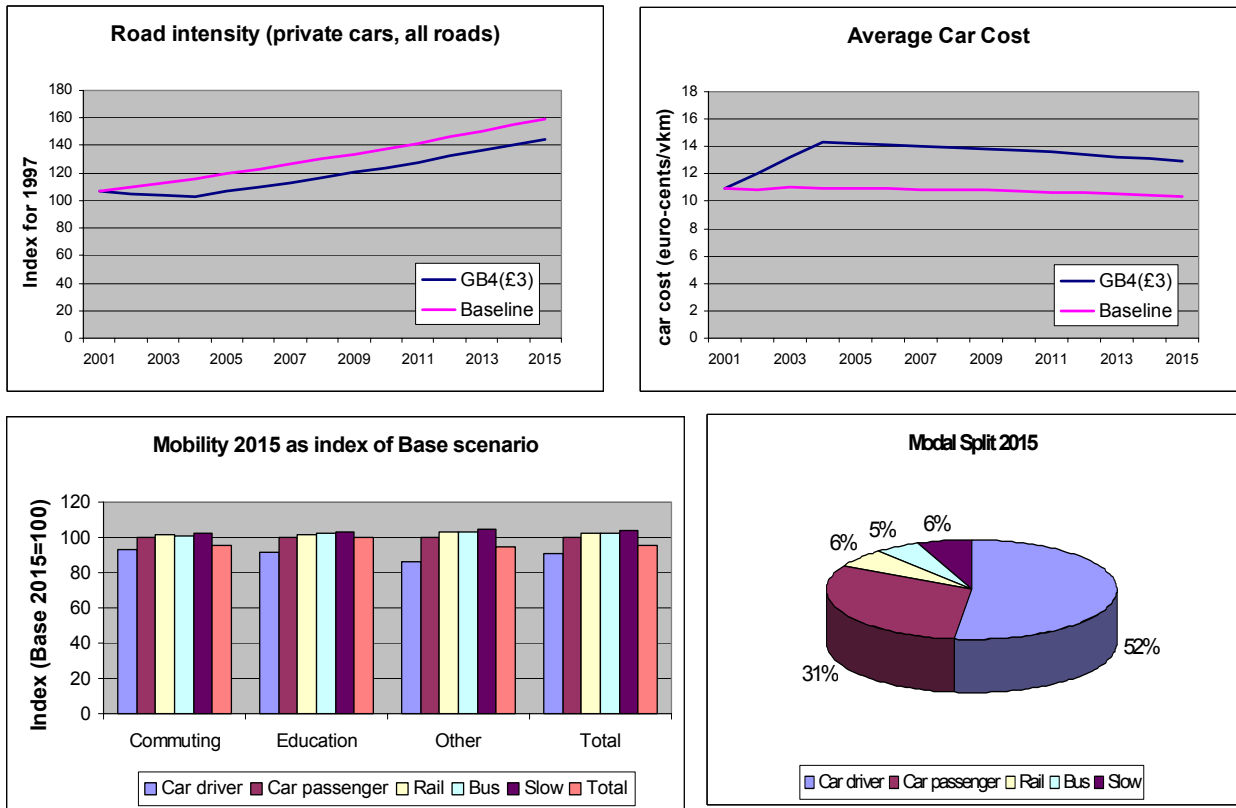 Road intensity (private cars, all roads)
Index for 1997
180
160
140
120
100
80
60
40
20
0
GB4(£3)
Baseline
2001 2003 2005 2007 2009 2011 2013 2015
Average Car Cost
car cost (euro-cents/vkm)
18
16
14
12
10
8
6
4
2
0
GB4(£3)
Baseline
2001 2003 2005 2007 2009 2011 2013 2015
Mobility 2015 as index of Base scenario
Index (Base 2015=100)
120
100
80
60
40
20
0
Commuting Education Other Total
Car driver Car passenger Rail Bus Slow Total
Modal Split 2015
6% 5% 6%
31% 52%
Car driver Car passenger Rail Bus Slow